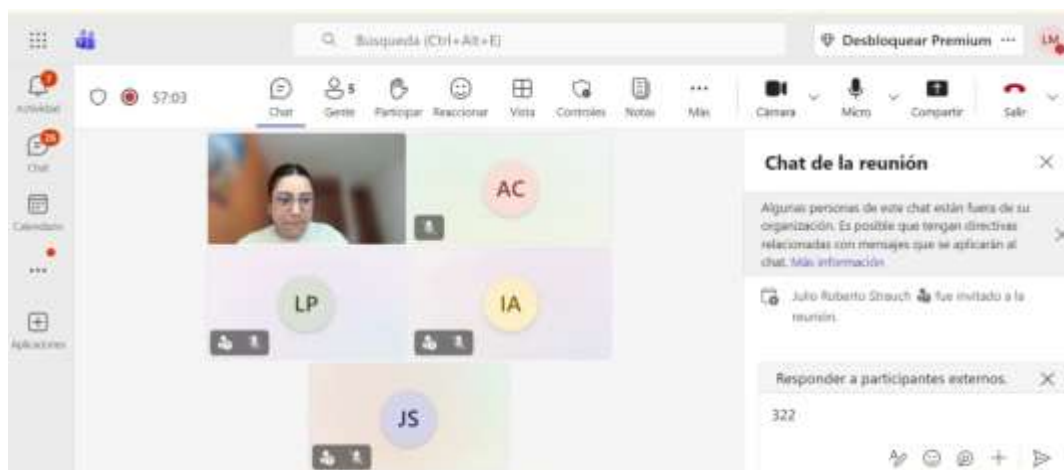 Búsqueda (Ctrl+Alt+E)
Desbloquear Premium ...
LM
7
Actividad
26
Chat
Calendario
Aplicaciones
57:03
Chat
5
Gente
Participar
Reaccionar
Vista
Controles
Notas
Más
Cámara
Micro
Compartir
Salir
AC
LP
IA
JS
Chat de la reunión
Algunas personas de este chat están fuera de su
organización. Es posible que tengan directivas
relacionadas con mensajes que se aplicarán al
chat. Más información
Julio Roberto Strauch fue invitado a la
reunión.
Responder a participantes externos.
322